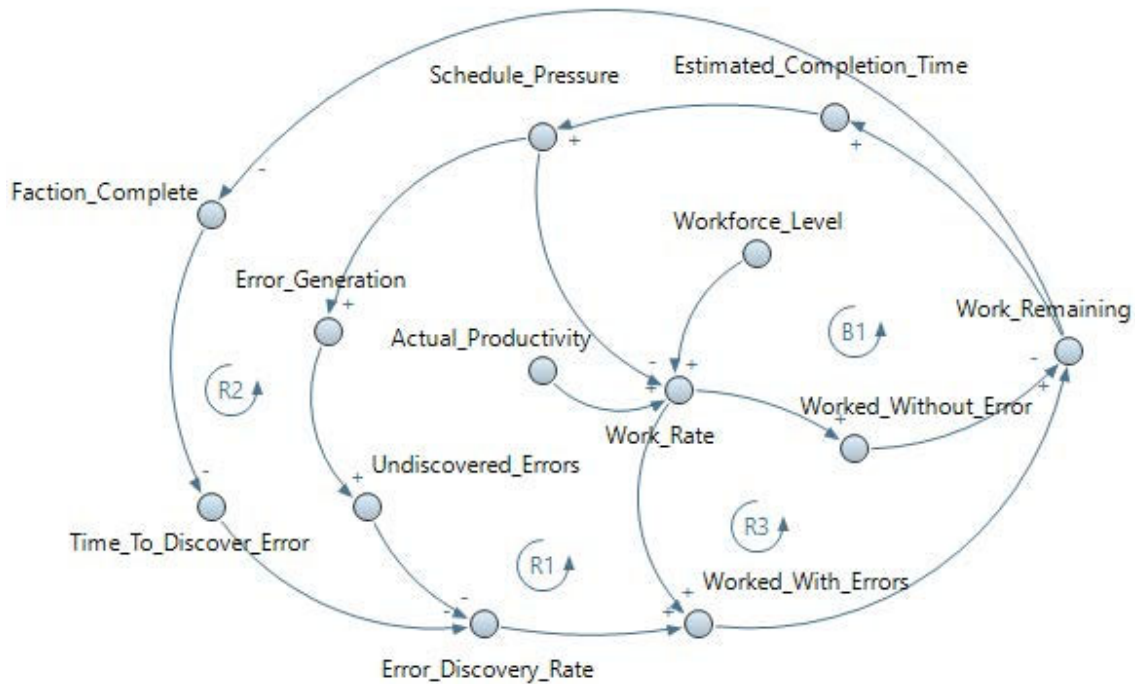 Estimated_Completion_Time
Schedule_Pressure
+
+
-
Faction_Complete
Workforce_Level
Error_Generation
+
Work_Remaining
B1
Actual_Productivity
-
+
-
R2
+
+
Worked_Without_Error
+
Work_Rate
Undiscovered_Errors
-
+
R3
Time_To_Discover_Error
R1
Worked_With_Errors
-
+
-
+
Error_Discovery_Rate